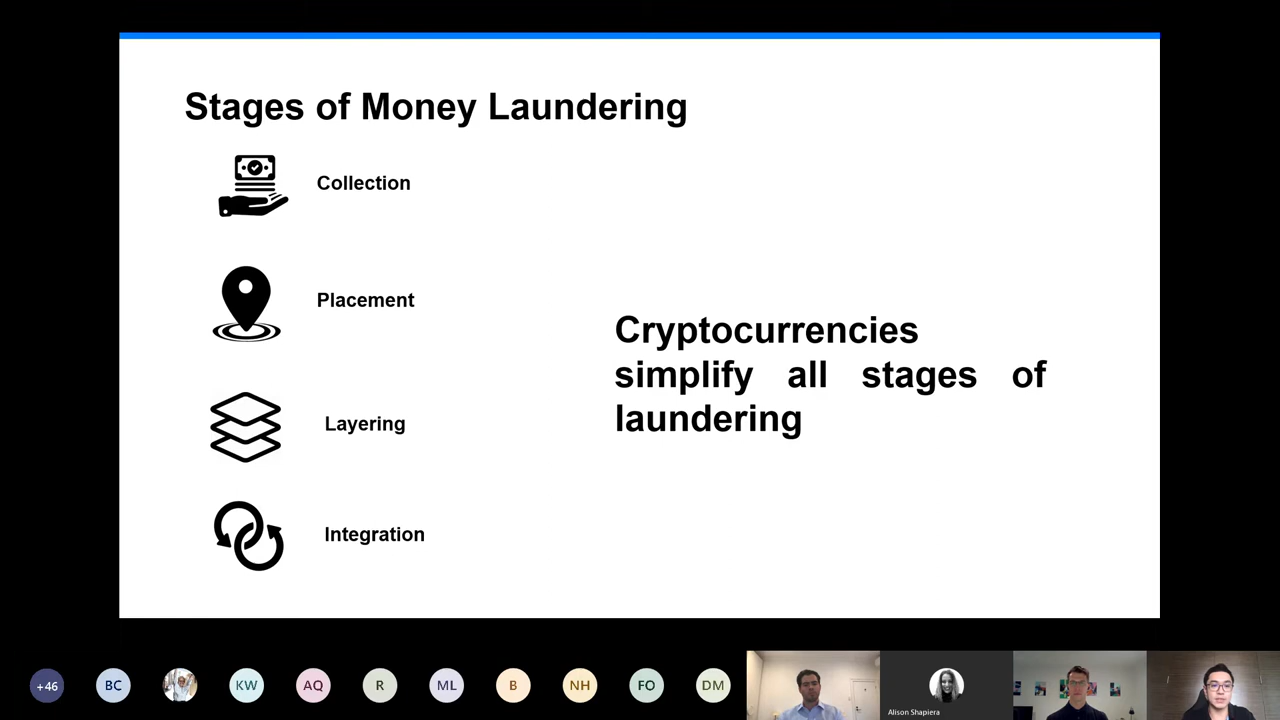 Stages of Money Laundering
Collection
Placement
Cryptocurrencies
simplify all stages of
laundering
Layering
Integration
+46
BC
KW
AQ
R
ML
B
NH
FO
DM
Alison Shapiera